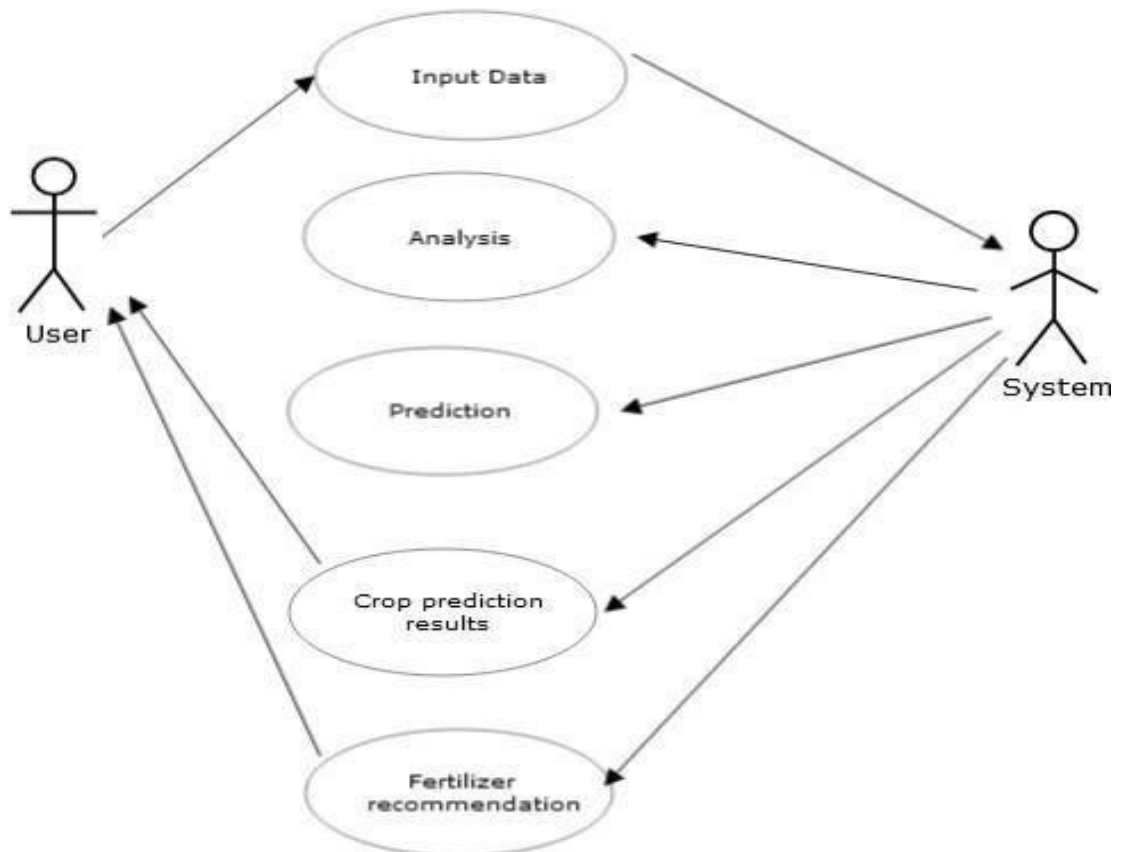 Input Data
Analysis
User
System
Prediction
Crop prediction
results
Fertilizer
recommendation